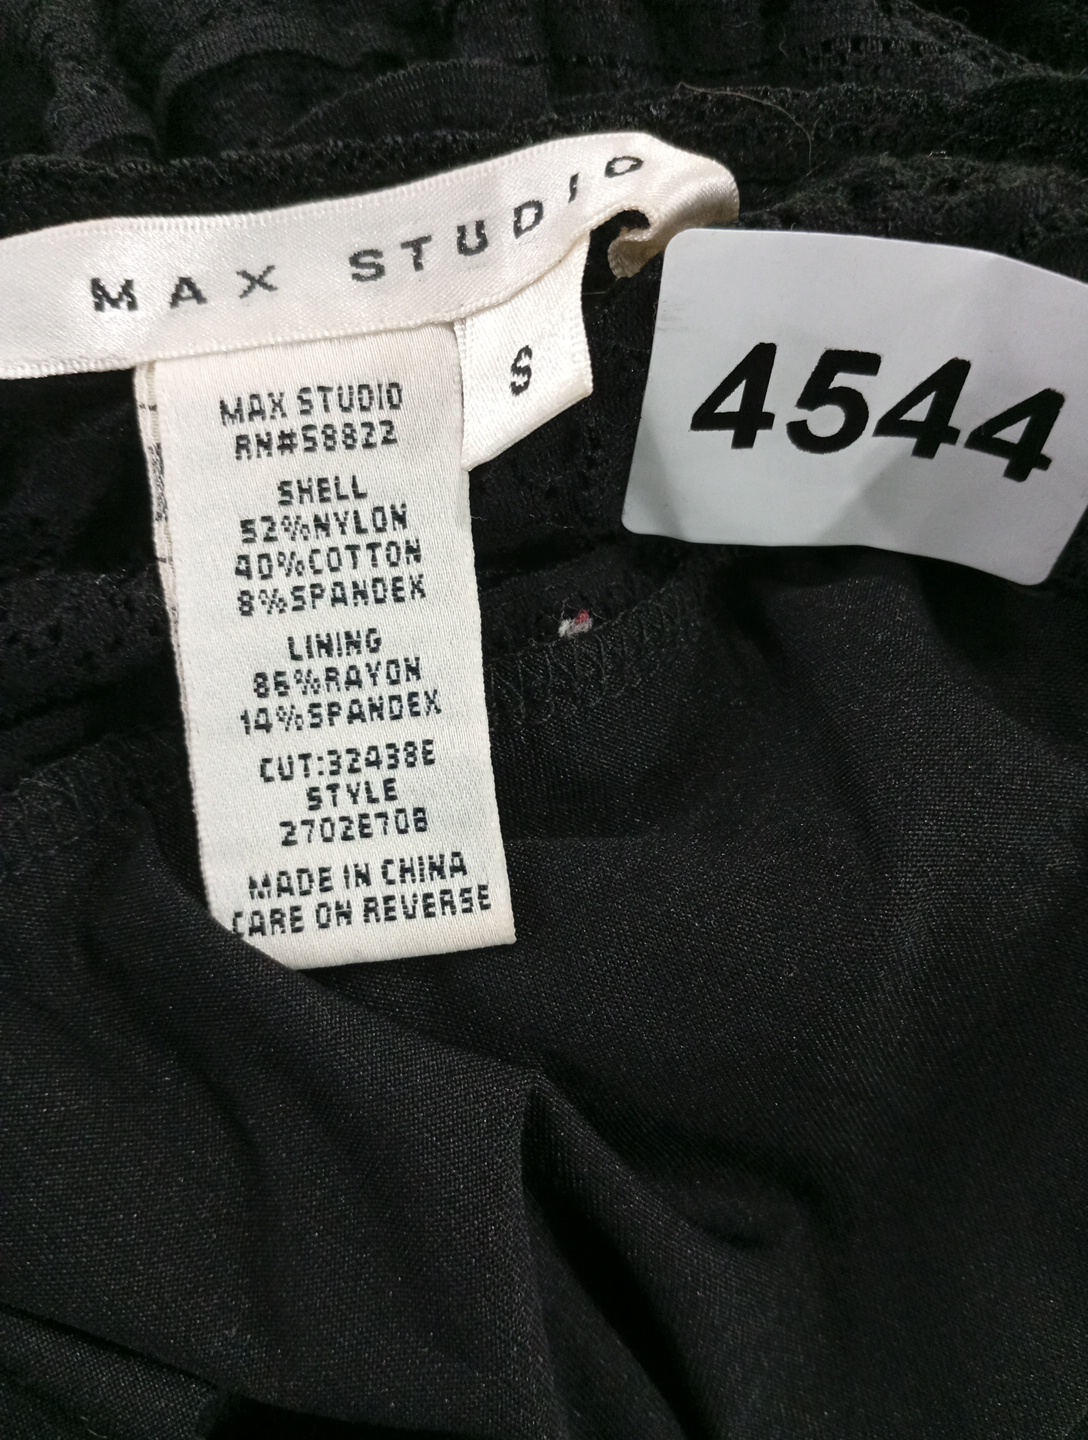 MAX STUDIO
S
4544
MAX STUDIO
RN#58822
SHELL
52%NYLON
40%COTTON
8%SPANDEX
LINING
86%RAYON
14%SPANDEX
CUT:32438E
STYLE
2702E708
MADE IN CHINA
CARE ON REVERSE